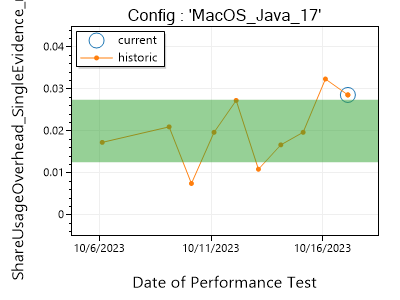 Config : 'MacOS_Java_17'
current
historic
0.04
0.03
0.02
0.01
0
10/6/2023
10/11/2023
10/16/2023
Date of Performance Test
ShareUsageOverhead_SingleEvidence_